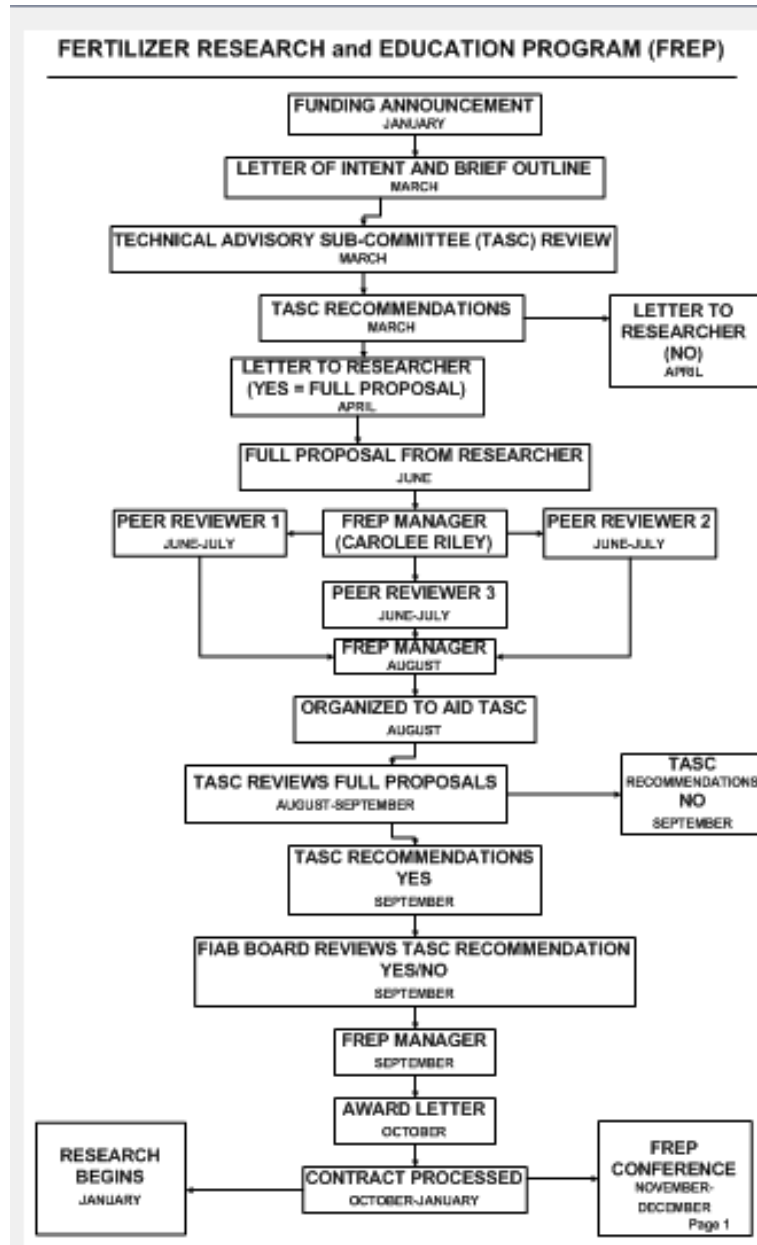 FERTILIZER RESEARCH and EDUCATION PROGRAM (FREP)
FUNDING ANNOUNCEMENT
JANUARY
LETTER OF INTENT AND BRIEF OUTLINE
MARCH
TECHNICAL ADVISORY SUB-COMMITTEE (TASC) REVIEW
MARCH
TASC RECOMMENDATIONS
MARCH
LETTER TO
RESEARCHER
(NO)
APRIL
LETTER TO RESEARCHER
(YES = FULL PROPOSAL)
APRIL
FULL PROPOSAL FROM RESEARCHER
JUNE
PEER REVIEWER 1
JUNE-JULY
FREP MANAGER
(CAROLEE RILEY)
PEER REVIEWER 2
JUNE-JULY
PEER REVIEWER 3
JUNE-JULY
FREP MANAGER
AUGUST
ORGANIZED TO AID TASC
AUGUST
TASC REVIEWS FULL PROPOSALS
AUGUST-SEPTEMBER
TASC
RECOMMENDATIONS
NO
SEPTEMBER
TASC RECOMMENDATIONS
YES
SEPTEMBER
FIAB BOARD REVIEWS TASC RECOMMENDATION
YES/NO
SEPTEMBER
FREP MANAGER
SEPTEMBER
AWARD LETTER
OCTOBER
RESEARCH
BEGINS
JANUARY
CONTRACT PROCESSED
OCTOBER-JANUARY
FREP
CONFERENCE
NOVEMBER-
DECEMBER
Page 1